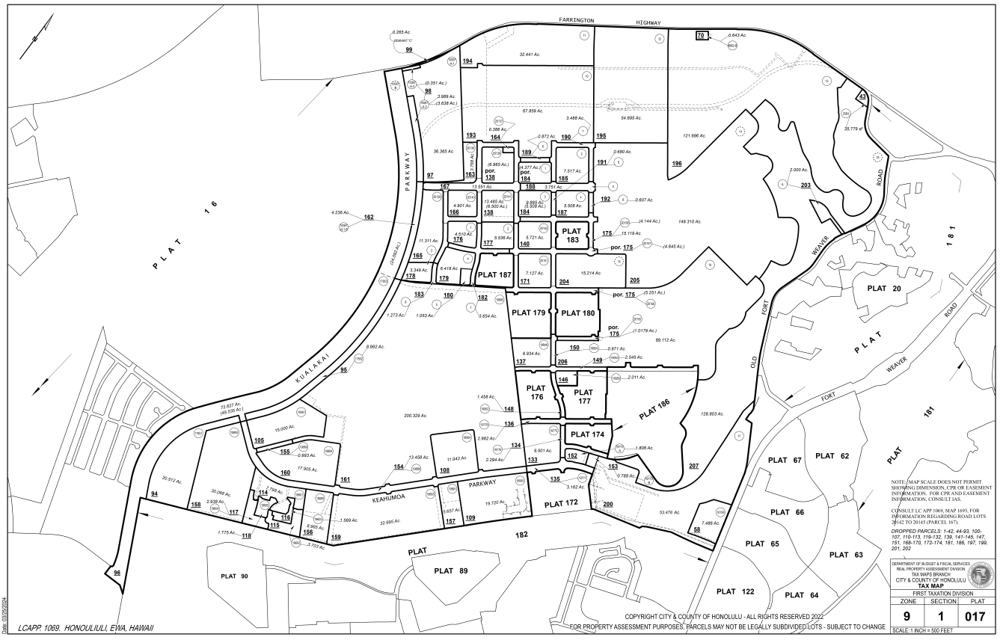 FARRINGTON HIGHWAY
0.265 Ac.
REMNANT "C"
99
194
32.441 Ac.
11
12
70
0.643 Ac.
10
13
43
35,779 sf
(0.351 Ac.)
98
3.989 Ac.
(3.638 Ac.)
67.859 Ac.
54.695 Ac.
121.696 Ac.
3.488 Ac.
0.386 Ac.
193
164
0.872 Ac.
190
195
189
196
36.365 Ac.
97
3.768 Ac.
163
(6.965 Ac.)
por.
138
(4.377 Ac.)
por.
184
7.517 Ac.
185
0.680 Ac.
191
2.000 Ac.
203
ROAD
PARKWAY
167
13.551 Ac.
188
3.751 Ac.
192
0.607 Ac.
4.901 Ac.
166
13.465 Ac.
(6.500 Ac.)
138
9.885 Ac.
(5.508 Ac.)
184
5.508 Ac.
187
4.236 Ac.
162
149.310 Ac.
PLAT 16
4.510 Ac.
176
5.536 Ac.
177
5.721 Ac.
140
PLAT
183
175
(4.144 Ac.)
15.119 Ac.
por. 175
(4.645 Ac.)
WEAVER
181
11.311 Ac.
165
(24.092 Ac.)
3.349 Ac.
178
6.418 Ac.
179
PLAT 187
7.127 Ac.
171
15.214 Ac.
204
205
PLAT 20
183
180
182
1.273 Ac.
1.053 Ac.
3.654 Ac.
por. 175
(5.251 Ac.)
PLAT 179
PLAT 180
FORT
ROAD
por.
175
(1.0179 Ac.)
89.112 Ac.
PLAT
8.962 Ac.
95
KUALAKAI
6.934 Ac.
137
206
150
0.971 Ac.
149
2.545 Ac.
OLD
WEAVER
146
2.011 Ac.
PLAT
176
PLAT
177
PLAT 186
FORT
72.627 Ac.
(48.535 Ac.)
1.458 Ac.
148
128.803 Ac.
181
200.329 Ac.
15.000 Ac.
105
155
0.993 Ac.
136
2.962 Ac.
134
2.294 Ac.
PLAT 174
9.501 Ac.
133
152
1.806 Ac.
PLAT 67
PLAT 62
PLAT
17.905 Ac.
160
161
13.458 Ac.
154
11.942 Ac.
108
153
0.788 Ac.
207
KEAHUMOA PARKWAY
135
3.162 Ac.
20.512 Ac.
94
30.068 Ac.
158
7.798 Ac.
114
2.938 Ac.
117
116
115
118
1.775 Ac.
3.703 Ac.
8.965 Ac.
156
1.569 Ac.
159
32.695 Ac.
5.657 Ac.
157
19.720 Ac.
109
PLAT 172
200
53.478 Ac.
7.486 Ac.
58
PLAT 66
PLAT 65
PLAT 63
PLAT 182
96
PLAT 90
PLAT 89
PLAT 122
PLAT 64
NOTE: MAP SCALE DOES NOT PERMIT
SHOWING DIMENSION, CPR OR EASEMENT
INFORMATION. FOR CPR AND EASEMENT
INFORMATION, CONSULT IAS.
CONSULT LC APP 1069, MAP 1693, FOR
INFORMATION REGARDING ROAD LOTS
20142 TO 20145 (PARCEL 167).
DROPPED PARCELS: 1-42, 44-93, 100-
107, 110-113, 119-132, 139, 141-145, 147,
151, 168-170, 172-174, 181, 186, 197, 199,
201, 202
DEPARTMENT OF BUDGET & FISCAL SERVICES
REAL PROPERTY ASSESSMENT DIVISION
TAX MAPS BRANCH
CITY & COUNTY OF HONOLULU
TAX MAP
FIRST TAXATION DIVISION
ZONE SECTION PLAT
9 1 017
SCALE: 1 INCH = 500 FEET
COPYRIGHT CITY & COUNTY OF HONOLULU - ALL RIGHTS RESERVED 2022
FOR PROPERTY ASSESSMENT PURPOSES, PARCELS MAY NOT BE LEGALLY SUBDIVIDED LOTS - SUBJECT TO CHANGE
LCAPP. 1069. HONOULIULI, EWA, HAWAII
Date: 03/25/2024